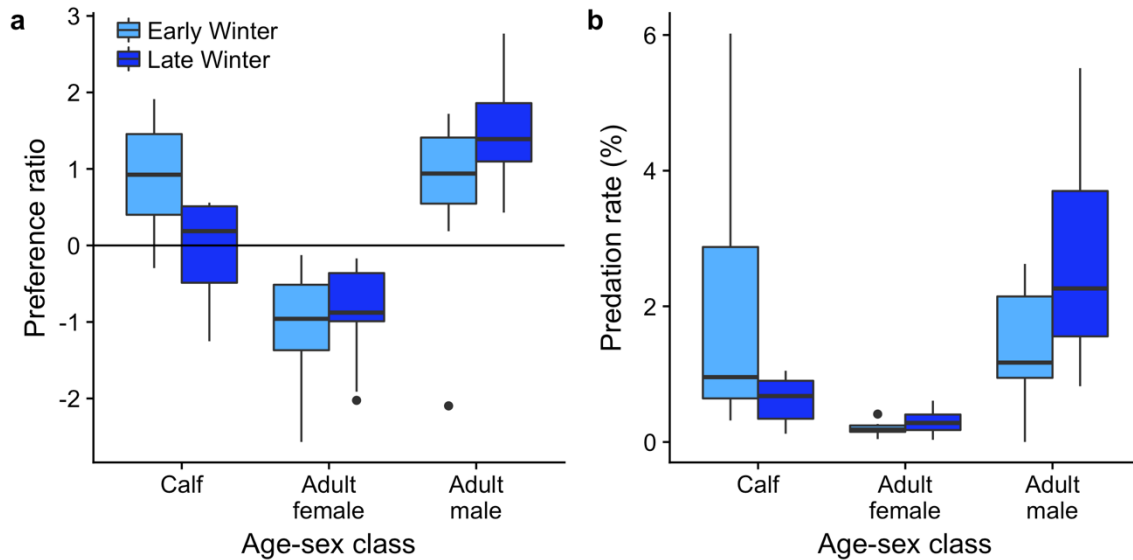 a
Early Winter
Late Winter
3
2
1
0
-1
-2
Preference ratio
Calf
Adult
female
Adult
male
Age-sex class
b
6
4
2
0
Predation rate (%)
Calf
Adult
female
Adult
male
Age-sex class